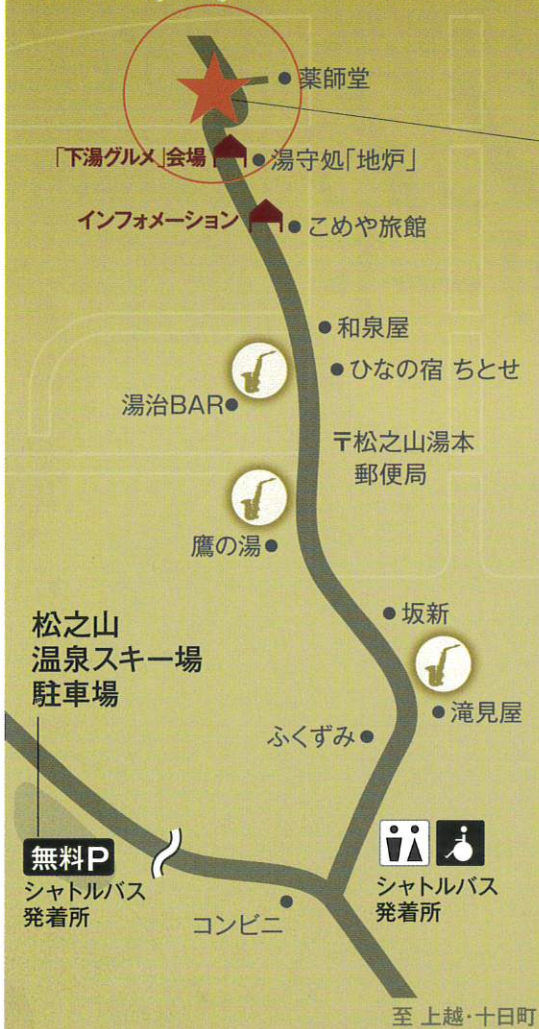 薬師堂
「下湯グルメ」会場
湯守処「地炉」
インフォメーション
こめや旅館
和泉屋
ひなの宿 ちとせ
湯治BAR
〒松之山湯本
郵便局
鷹の湯
坂新
松之山
温泉スキー場
駐車場
滝見屋
ふくずみ
無料P
シャトルバス
発着所
シャトルバス
発着所
コンビニ
至 上越・十日町